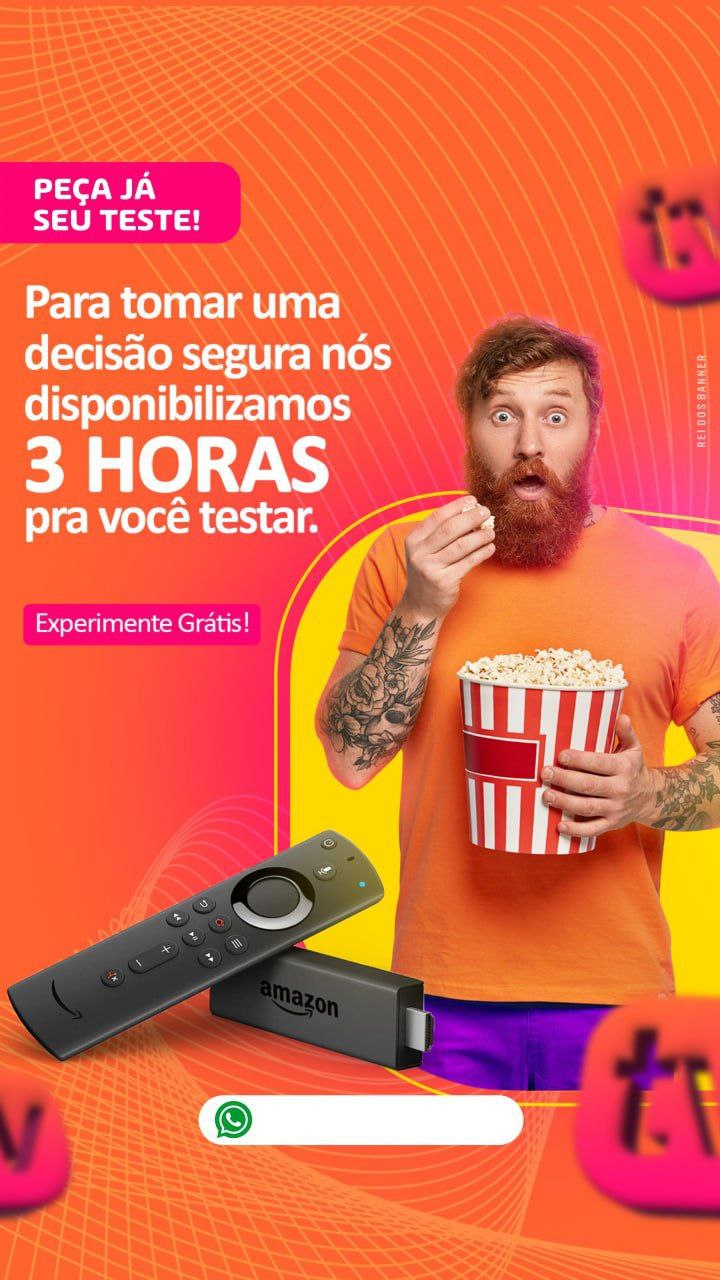 PEÇA JÁ
SEU TESTE!
Para tomar uma
decisão segura nós
disponibilizamos
3 HORAS
pra você testar.
Experimente Grátis!
REI DOS BANNER
amazon
tv
tv
v